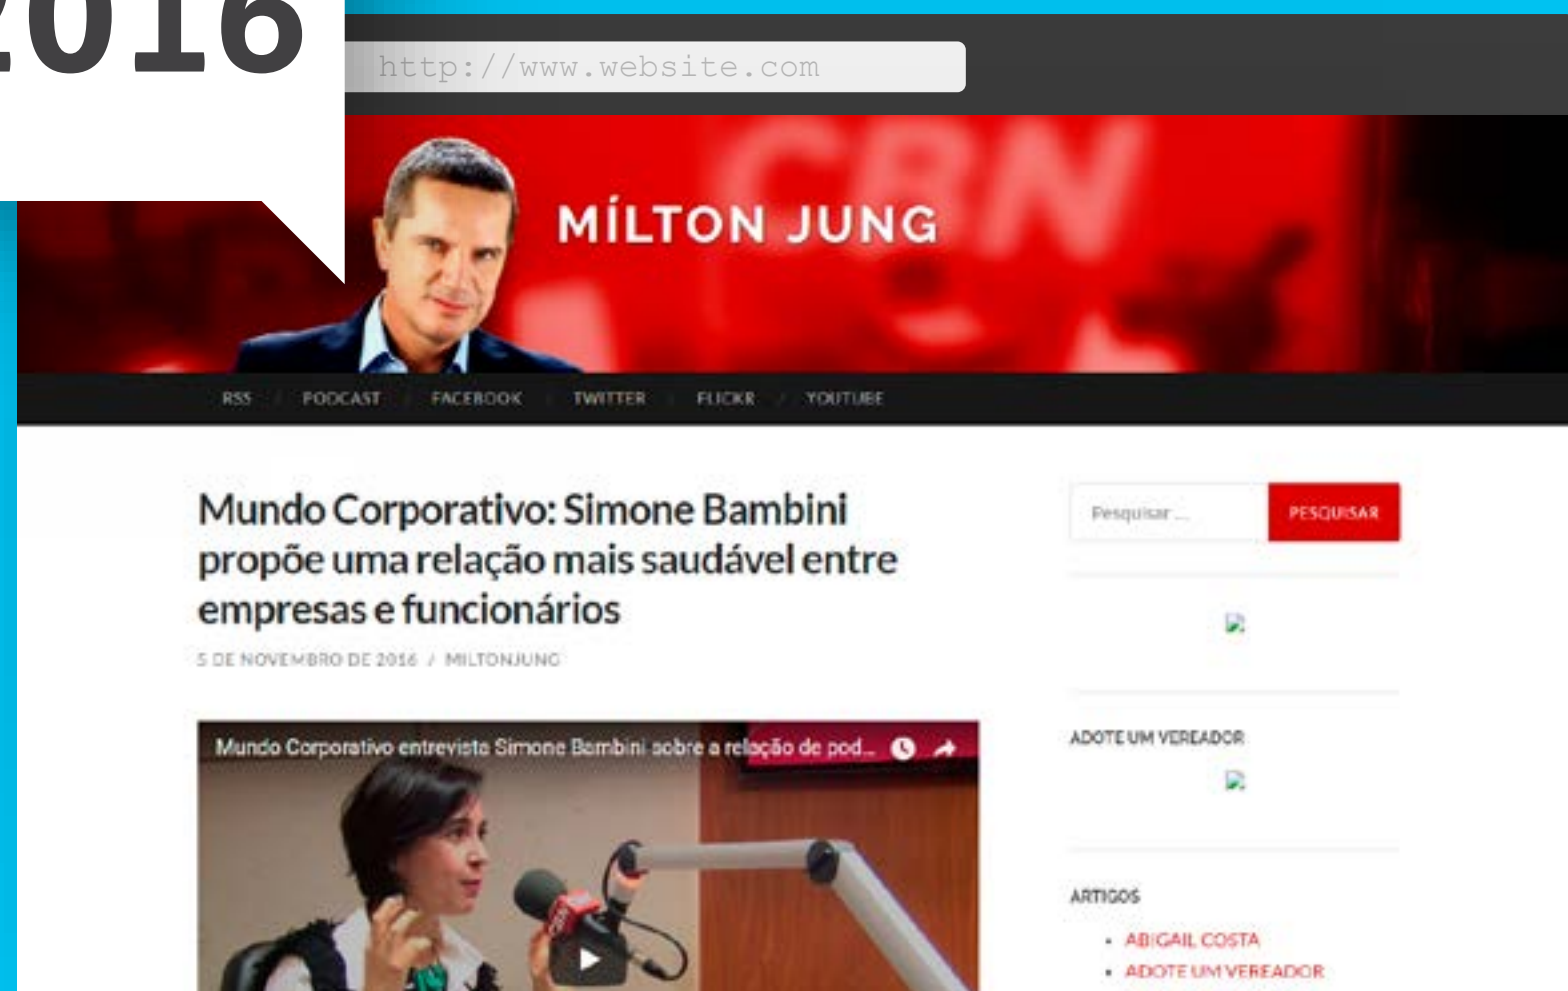 2016
http://www.website.com
CBN
MÍLTON JUNG
RSS / PODCAST / FACEBOOK / TWITTER / FLICKR / YOUTUBE
Mundo Corporativo: Simone Bambini
propõe uma relação mais saudável entre
empresas e funcionários
5 DE NOVEMBRO DE 2016 / MILTONJUNG
Mundo Corporativo entrevista Simone Bambini sobre a relação de pod...
CBN
Pesquisar ...
PESQUISAR
ADOTE UM VEREADOR
ARTIGOS
ABIGAIL COSTA
ADOTE UM VEREADOR